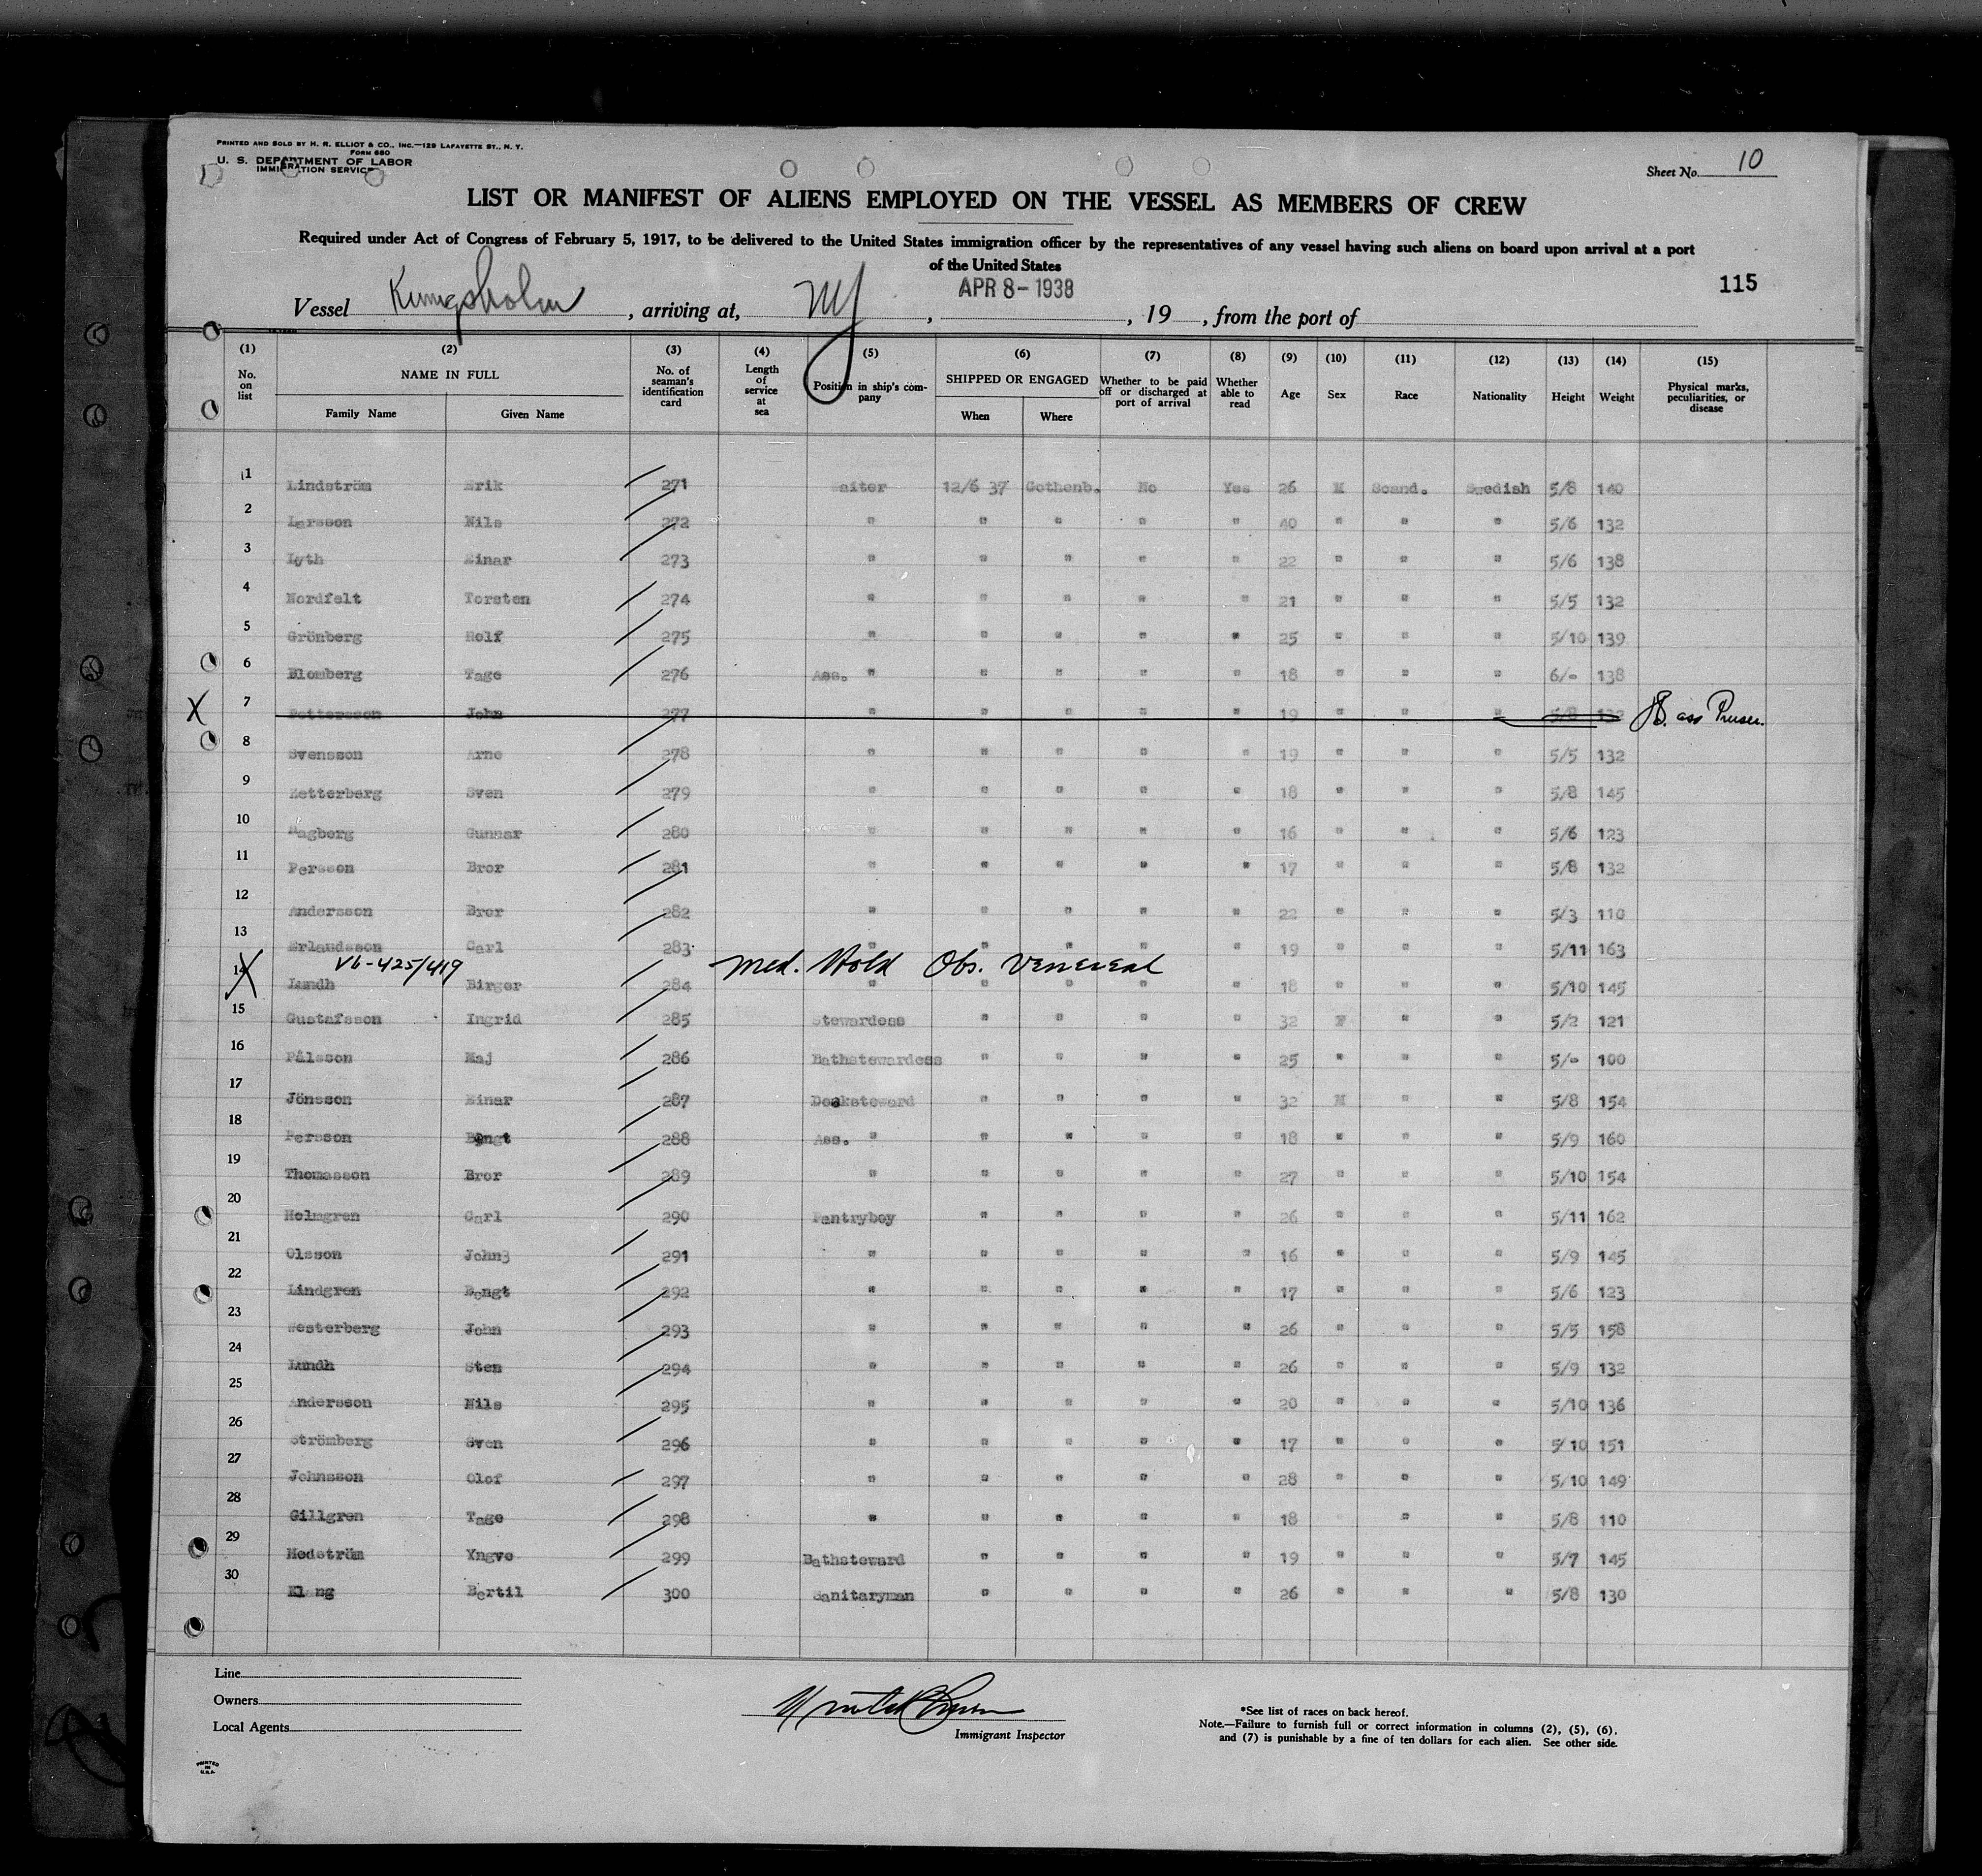 PRINTED AND SOLD BY H. R. ELLIOT & CO., INC.—129 LAFAYETTE ST., N. Y.
FORM 680
U. S. DEPARTMENT OF LABOR
IMMIGRATION SERVICE
Sheet No. 10
LIST OR MANIFEST OF ALIENS EMPLOYED ON THE VESSEL AS MEMBERS OF CREW
Required under Act of Congress of February 5, 1917, to be delivered to the United States immigration officer by the representatives of any vessel having such aliens on board upon arrival at a port
of the United States
APR 8- 1938
115
Vessel Kungsholm, arriving at, NY, , 19 , from the port of
(1) (2) (3) (4) (5) (6) (7) (8) (9) (10) (11) (12) (13) (14) (15)
No. on list NAME IN FULL Family Name Given Name No. of seaman's identification card Length of service at sea Position in ship's company SHIPPED OR ENGAGED When Where Whether to be paid off or discharged at port of arrival Whether able to read Age Sex Race Nationality Height Weight Physical marks, peculiarities, or disease
1 Lindström Erik 271 Waiter 12/6 37 Gothenb. No Yes 26 M Scand. Swedish 5/8 140
2 Larsson Nils 272 " " " " " 40 " " " 5/6 132
3 Lyth Einar 273 " " " " " 22 " " " 5/6 138
4 Nordfelt Torsten 274 " " " " " 21 " " " 5/5 132
5 Grönberg Rolf 275 " " " " " 25 " " " 5/10 139
6 Blomberg Tage 276 Ass. " " " " " 18 " " " 6/- 138
X 7 Pettersson John 277 " " " " " 19 " " " 5/8 132 ass Purser.
8 Svensson Arne 278 " " " " " 19 " " " 5/5 132
9 Zetterberg Sven 279 " " " " " 18 " " " 5/8 145
10 Hagberg Gunnar 280 " " " " " 16 " " " 5/6 123
11 Persson Bror 281 " " " " " 17 " " " 5/8 132
12 Andersson Bror 282 " " " " " 22 " " " 5/3 110
13 Erlandsson Carl 283 " " " " " 19 " " " 5/11 163
V6-425/419 Med. Hold Obs. Venereal
X 14 Lundh Birger 284 " " " " " 18 " " " 5/10 145
15 Gustafsson Ingrid 285 Stewardess " " " " 32 F " " 5/2 121
16 Pålsson Maj 286 Bathstewardess " " " " 25 " " " 5/- 100
17 Jönsson Einar 287 Decksteward " " " " 32 M " " 5/8 154
18 Persson Bengt 288 Ass. " " " " " 18 " " " 5/9 160
19 Thomasson Bror 289 " " " " " 27 " " " 5/10 154
20 Holmgren Carl 290 Pantryboy " " " " 26 " " " 5/11 162
21 Olsson John3 291 " " " " " 16 " " " 5/9 145
22 Lindgren Bengt 292 " " " " " 17 " " " 5/6 123
23 Westerberg John 293 " " " " " 26 " " " 5/5 158
24 Lundh Sten 294 " " " " " 26 " " " 5/9 132
25 Andersson Nils 295 " " " " " 20 " " " 5/10 136
26 Strömberg Sven 296 " " " " " 17 " " " 5/10 151
27 Johnsson Olof 297 " " " " " 28 " " " 5/10 149
28 Gillgren Tage 298 " " " " " 18 " " 5/8 110
29 Hedström Yngve 299 Bathsteward " " " " 19 " " " 5/7 145
30 Klang Bertil 300 Sanitaryman " " " " 26 " " " 5/8 130
Line
Owners
Local Agents
Immigrant Inspector
*See list of races on back hereof.
Note.—Failure to furnish full or correct information in columns (2), (5), (6),
and (7) is punishable by a fine of ten dollars for each alien. See other side.
PRINTED IN U.S.A.